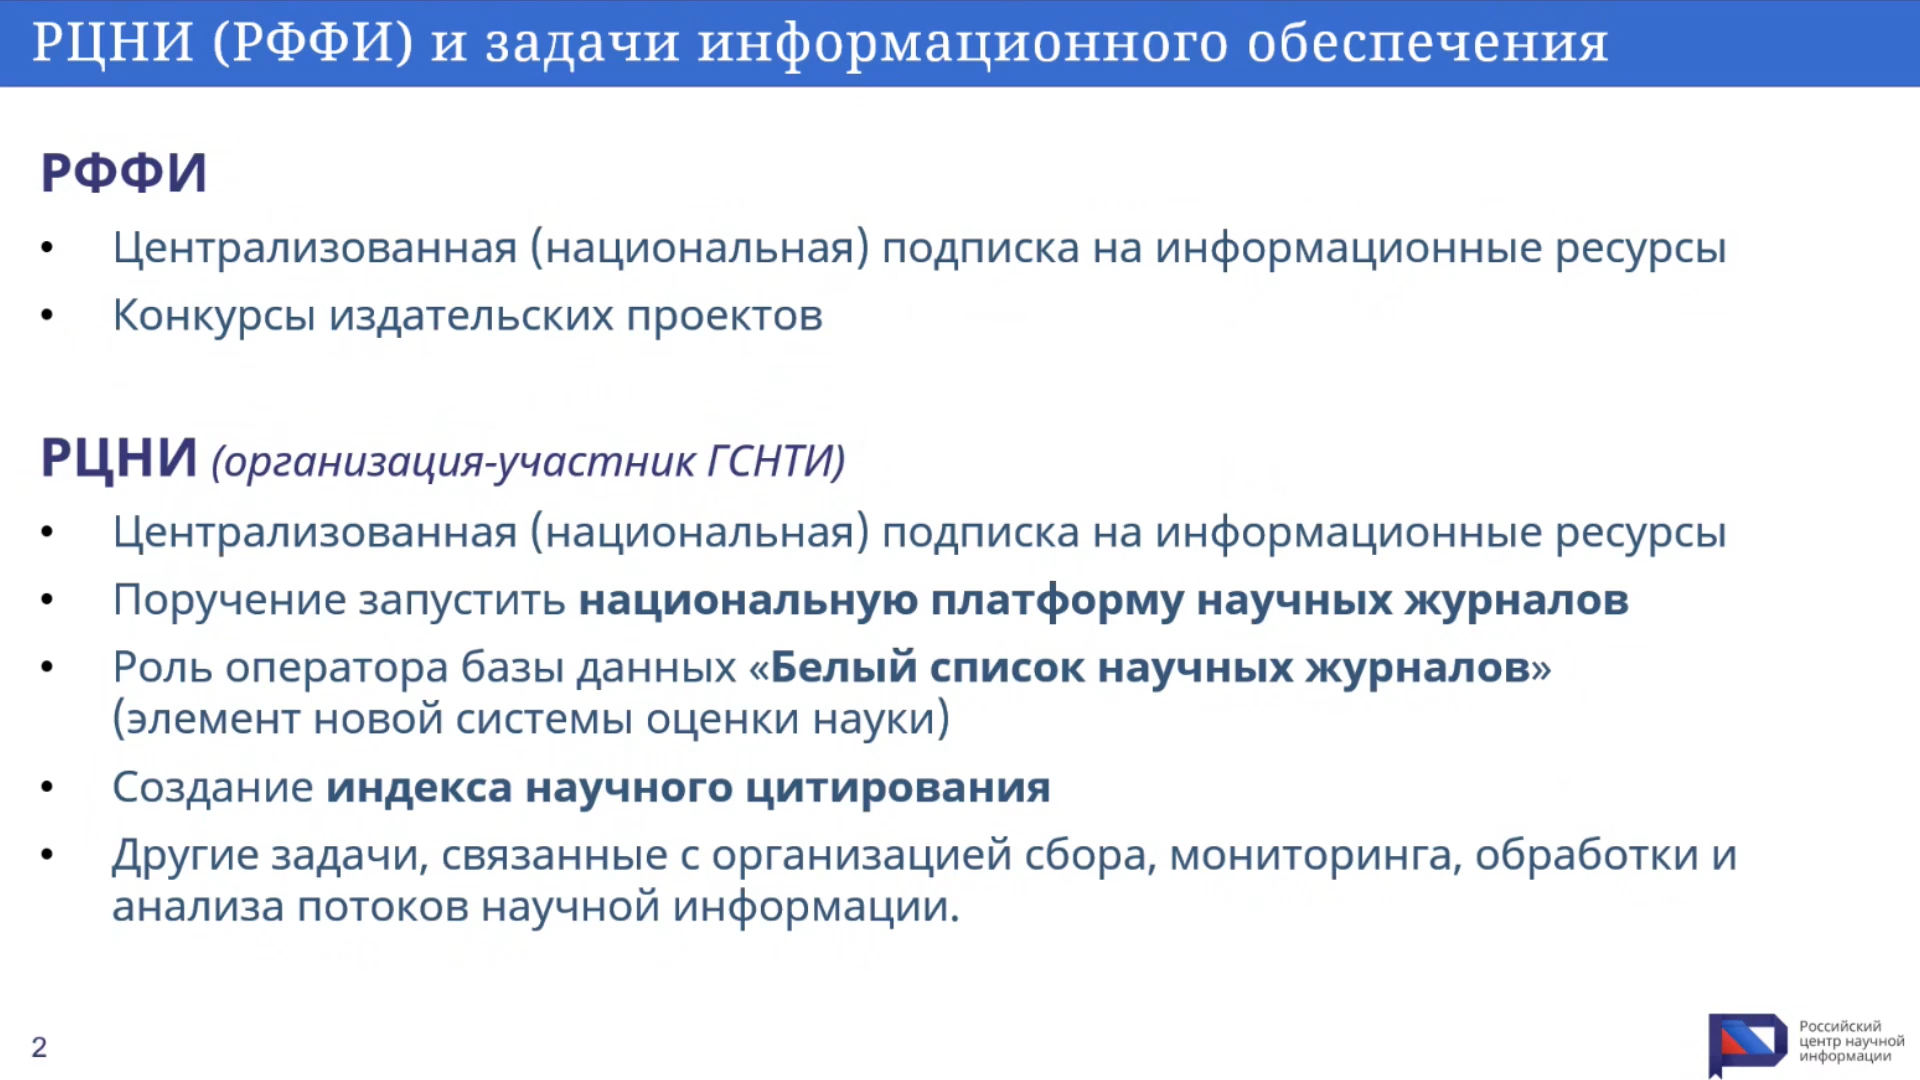 РЦНИ (РФФИ) и задачи информационного обеспечения
РФФИ
• Централизованная (национальная) подписка на информационные ресурсы
• Конкурсы издательских проектов
РЦНИ (организация-участник ГСНТИ)
• Централизованная (национальная) подписка на информационные ресурсы
• Поручение запустить национальную платформу научных журналов
• Роль оператора базы данных «Белый список научных журналов»
(элемент новой системы оценки науки)
• Создание индекса научного цитирования
• Другие задачи, связанные с организацией сбора, мониторинга, обработки и
анализа потоков научной информации.
2
Российский
центр научной
информации